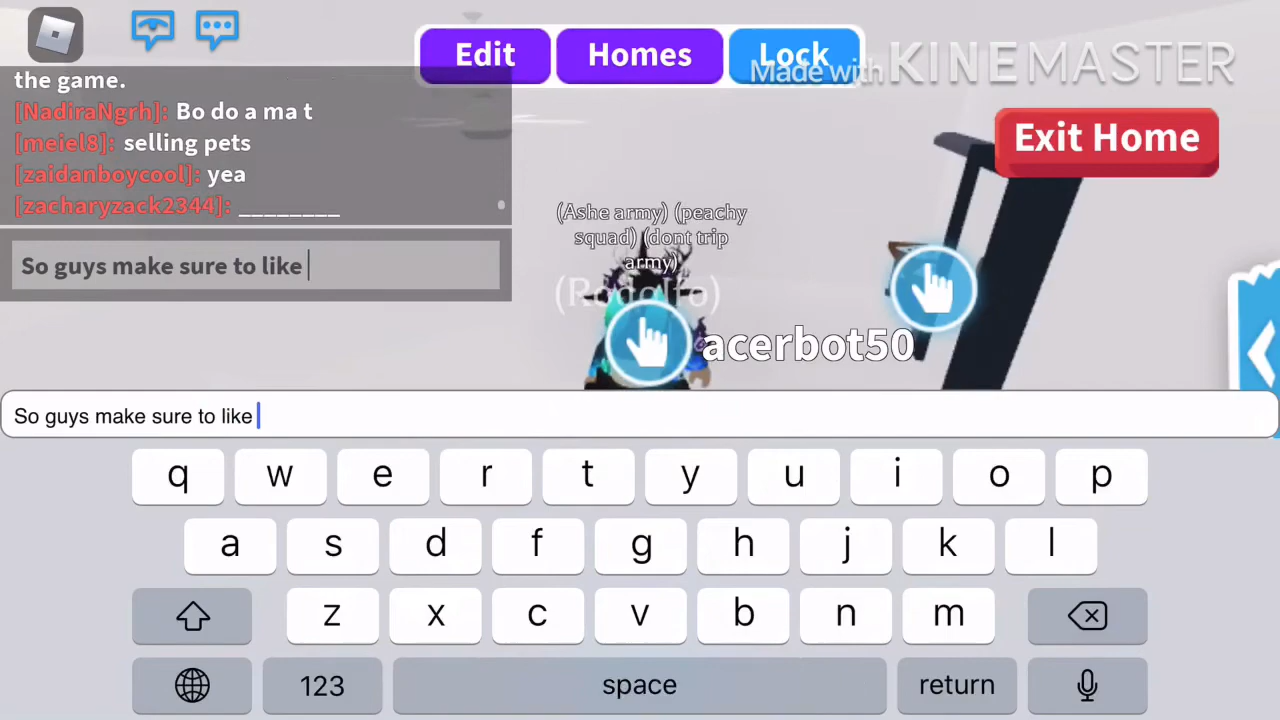 Edit
Homes
Lock
Made with KINEMASTER
Exit Home
the game.
[NadiraNgrh]: Bo do a ma t
[meiel8]: selling pets
[zaidanboycool]: yea
[zacharyzack2344]: ________
So guys make sure to like
(Ashe army) (peachy
squad) (dont trip
army)
(Rodolfo)
acerbot50
So guys make sure to like
q w e r t y u i o p
a s d f g h j k l
z x c v b n m
123 space return